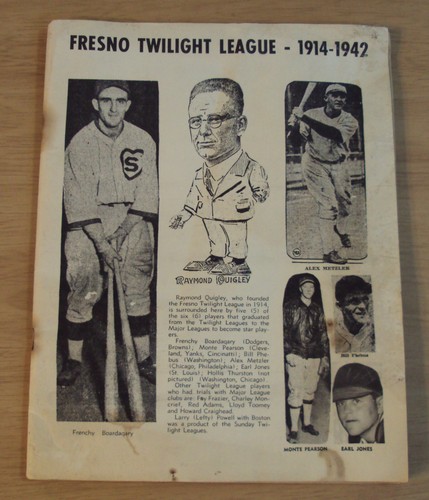 FRESNO TWILIGHT LEAGUE - 1914-1942
S
RAYMOND QUIGLEY
ALEX METZLER
Raymond Quigley, who founded
the Fresno Twilight League in 1914,
is surrounded here by five (5) of
the six (6) players that graduated
from the Twilight Leagues to the
Major Leagues to become star play-
ers.
Frenchy Boardagary (Dodgers,
Browns); Monte Pearson (Cleve-
land, Yanks, Cincinnati); Bill Phe-
bus (Washington); Alex Metzler
(Chicago, Philadelphia); Earl Jones
(St. Louis); Hollis Thurston (not
pictured) (Washington, Chicago).
Other Twilight League players
who had trials with Major League
clubs are: Frazier, Charley Mon-
crief, Red Adams, Lloyd Tooney
and Howard Craighead.
Larry (Lefty) Powell with Boston
was a product of the Sunday Twi-
light Leagues.
Frenchy Boardagary
Bill
MONTE PEARSON
EARL JONES